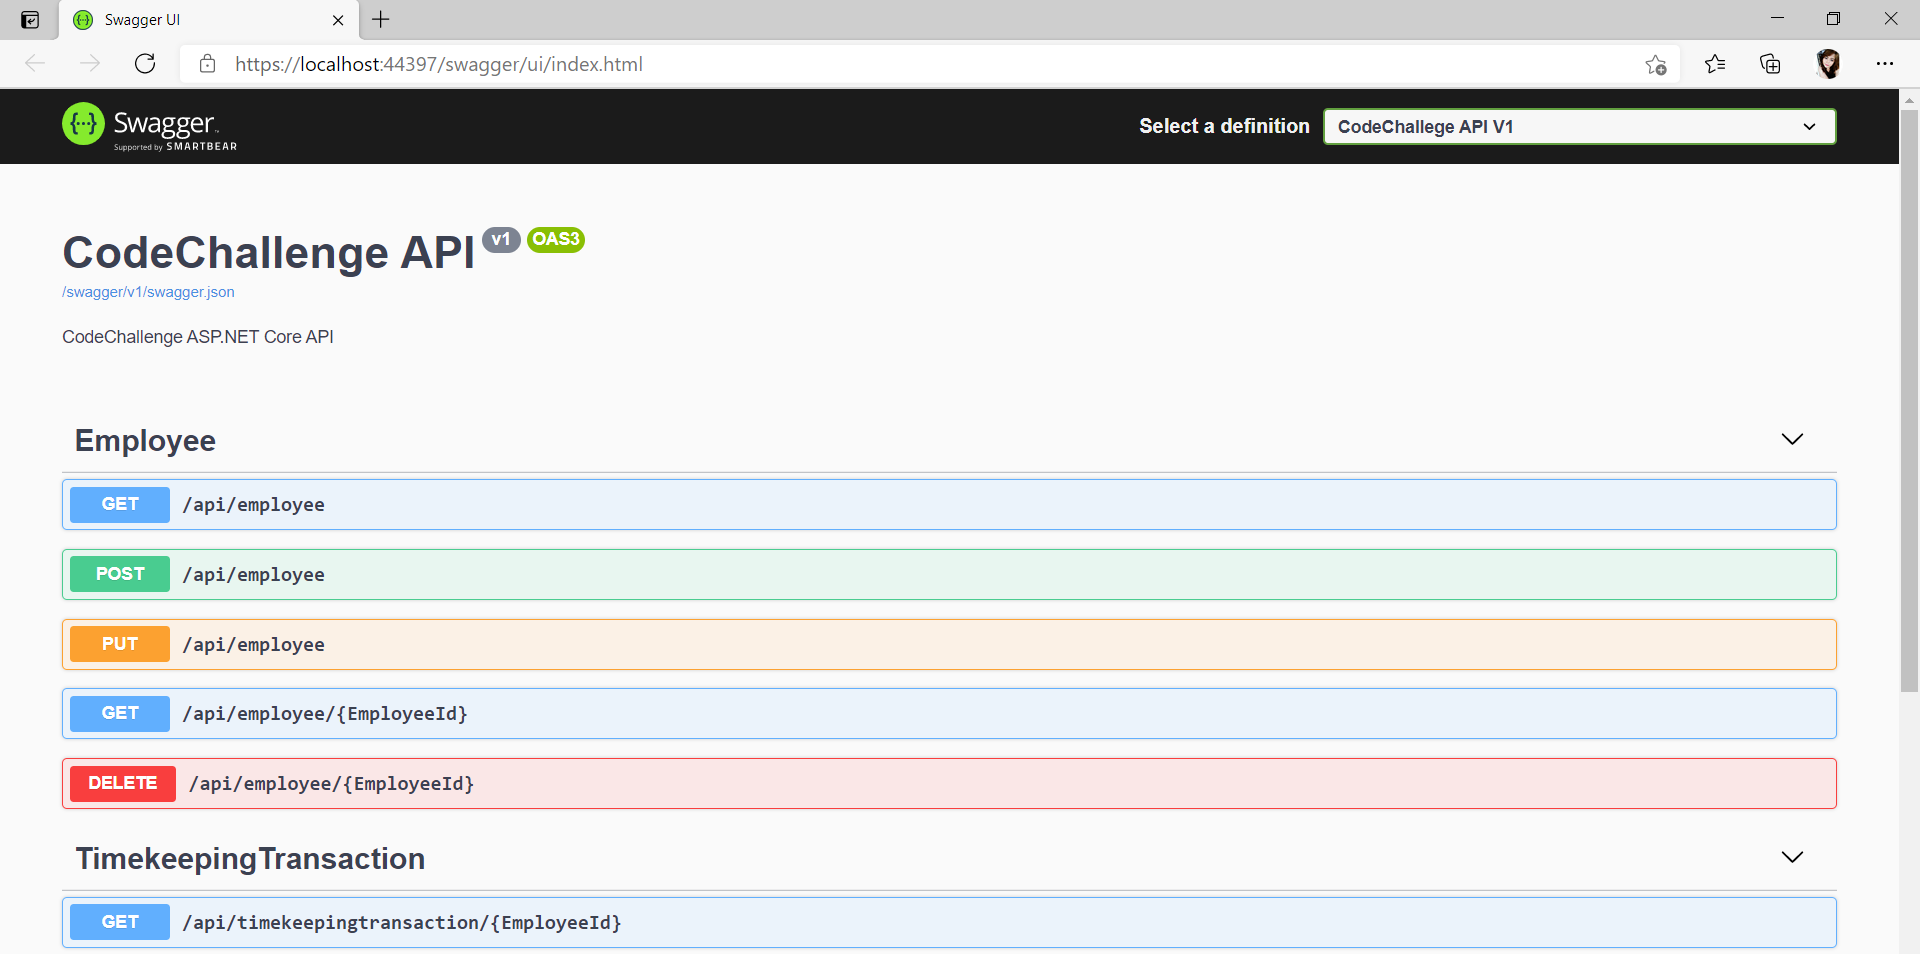 Swagger UI
https://localhost:44397/swagger/ui/index.html
Swagger™
Supported by SMARTBEAR
Select a definition
CodeChallege API V1
CodeChallenge API v1 OAS3
/swagger/v1/swagger.json
CodeChallenge ASP.NET Core API
Employee
GET /api/employee
POST /api/employee
PUT /api/employee
GET /api/employee/{EmployeeId}
DELETE /api/employee/{EmployeeId}
TimekeepingTransaction
GET /api/timekeepingtransaction/{EmployeeId}